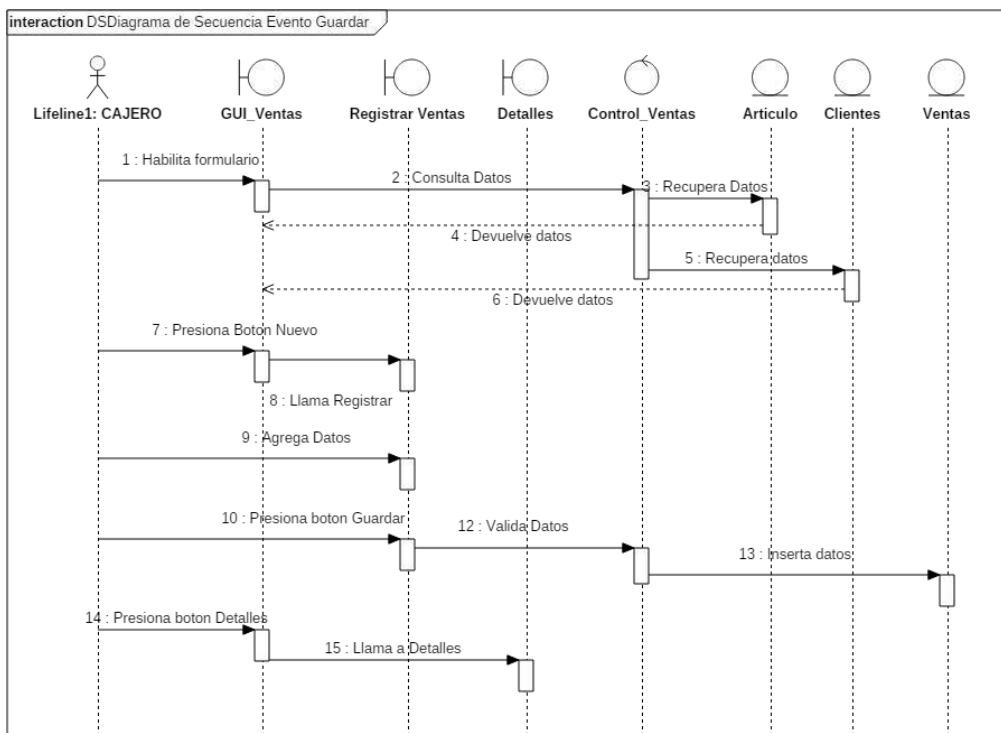 interaction DSDiagrama de Secuencia Evento Guardar
Lifeline1: CAJERO
GUI_Ventas
Registrar Ventas
Detalles
Control_Ventas
Articulo
Clientes
Ventas
1 : Habilita formulario
2 : Consulta Datos
3 : Recupera Datos
4 : Devuelve datos
5 : Recupera datos
6 : Devuelve datos
7 : Presiona Boton Nuevo
8 : Llama Registrar
9 : Agrega Datos
10 : Presiona boton Guardar
12 : Valida Datos
13 : Inserta datos
14 : Presiona boton Detalles
15 : Llama a Detalles